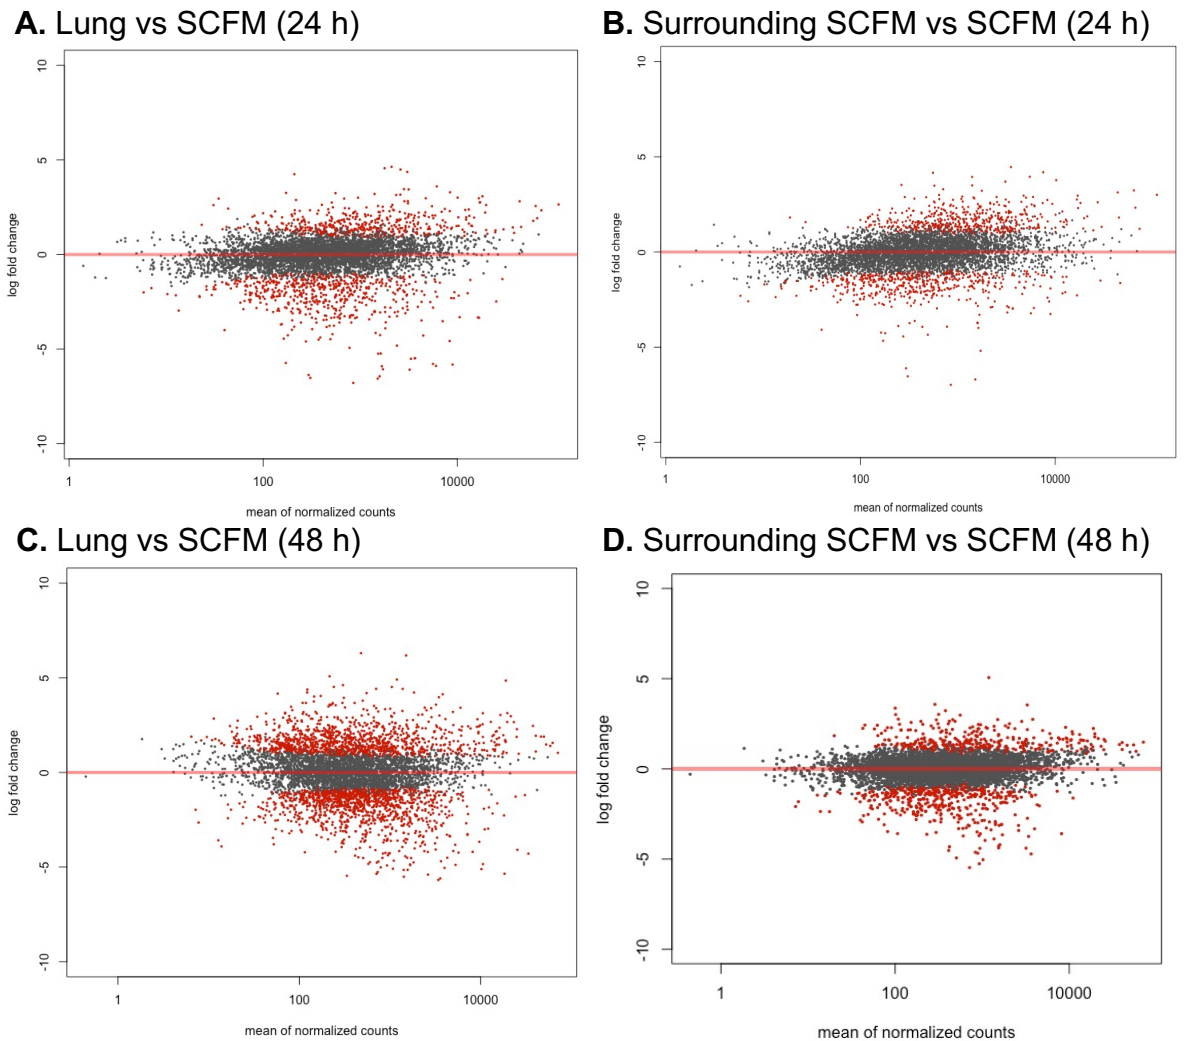 A. Lung vs SCFM (24 h)
10
5
0
-5
-10
log fold change
1
100
10000
mean of normalized counts
B. Surrounding SCFM vs SCFM (24 h)
10
5
0
-5
-10
log fold change
1
100
10000
mean of normalized counts
C. Lung vs SCFM (48 h)
10
5
0
-5
-10
log fold change
1
100
10000
mean of normalized counts
D. Surrounding SCFM vs SCFM (48 h)
10
5
0
-5
-10
log fold change
1
100
10000
mean of normalized counts